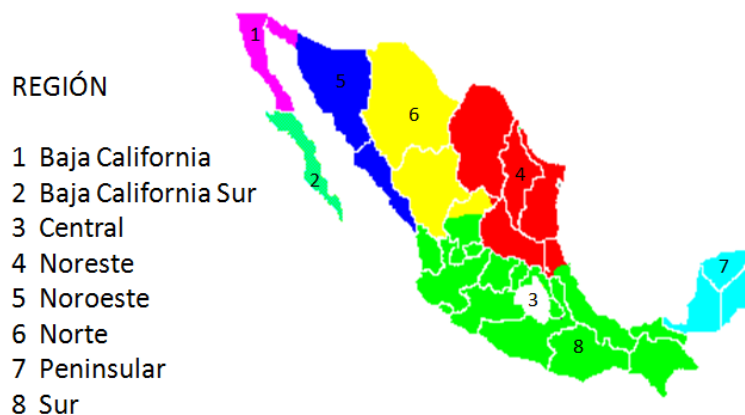 REGIÓN
1 Baja California
2 Baja California Sur
3 Central
4 Noreste
5 Noroeste
6 Norte
7 Peninsular
8 Sur
1
5
6
4
2
7
3
8